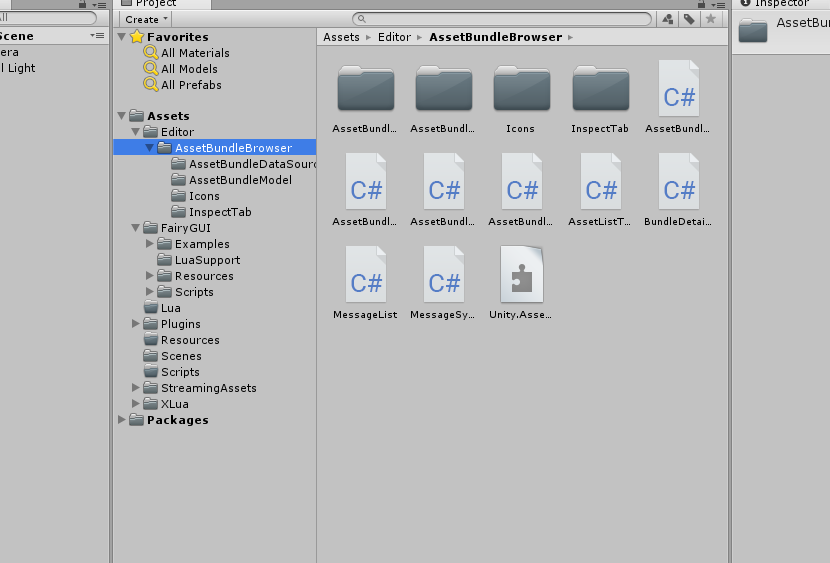 Project
Inspector
All
Create
Scene
era
l Light
Favorites
All Materials
All Models
All Prefabs
Assets
Editor
AssetBundleBrowser
AssetBundleDataSourc
AssetBundleModel
Icons
InspectTab
FairyGUI
Examples
LuaSupport
Resources
Scripts
Lua
Plugins
Resources
Scenes
Scripts
StreamingAssets
XLua
Packages
Assets ▸ Editor ▸ AssetBundleBrowser ▸
AssetBundl... AssetBundl... Icons InspectTab AssetBundl...
C#
C# C# C# C# C#
AssetBundl... AssetBundl... AssetBundl... AssetListT... BundleDetai...
C# C#
MessageList MessageSy... Unity.Asse...
AssetBu